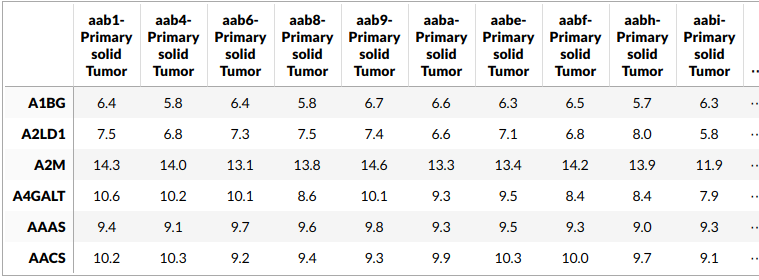 aab1- aab4- aab6- aab8- aab9- aaba- aabe- aabf- aabh- aabi-
Primary Primary Primary Primary Primary Primary Primary Primary Primary Primary
solid solid solid solid solid solid solid solid solid solid
Tumor Tumor Tumor Tumor Tumor Tumor Tumor Tumor Tumor Tumor ..
A1BG 6.4 5.8 6.4 5.8 6.7 6.6 6.3 6.5 5.7 6.3 ..
A2LD1 7.5 6.8 7.3 7.5 7.4 6.6 7.1 6.8 8.0 5.8 ..
A2M 14.3 14.0 13.1 13.8 14.6 13.3 13.4 14.2 13.9 11.9 ..
A4GALT 10.6 10.2 10.1 8.6 10.1 9.3 9.5 8.4 8.4 7.9 ..
AAAS 9.4 9.1 9.7 9.6 9.8 9.3 9.5 9.3 9.0 9.3 ..
AACS 10.2 10.3 9.2 9.4 9.3 9.9 10.3 10.0 9.7 9.1 ..